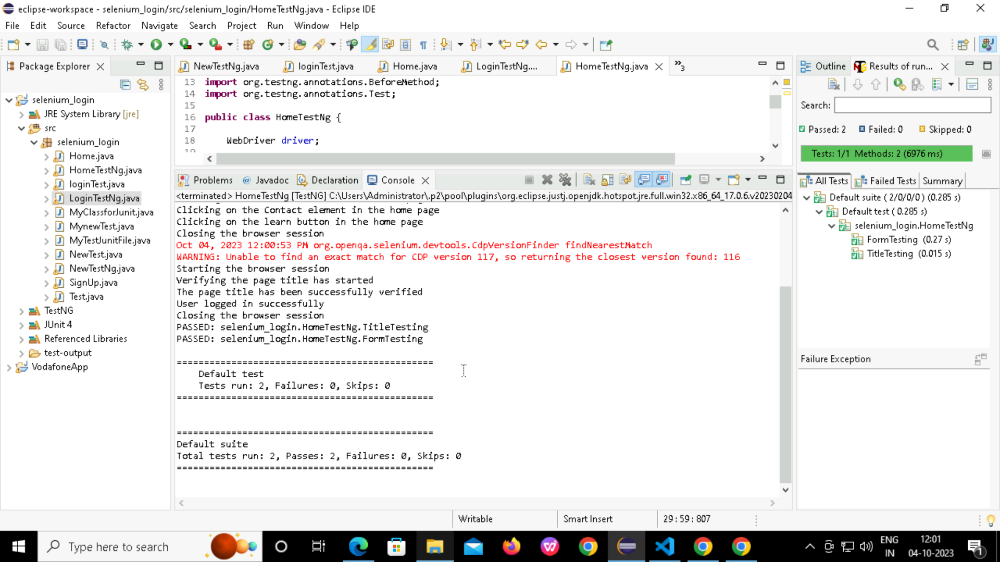 eclipse-workspace - selenium_login/src/selenium_login/HomeTestNg.java - Eclipse IDE
File Edit Source Refactor Navigate Search Project Run Window Help
Package Explorer
selenium_login
JRE System Library [jre]
src
selenium_login
Home.java
HomeTestNg.java
loginTest.java
LoginTestNg.java
MyClassforJunit.java
MynewTest.java
MyTestJunitFile.java
NewTest.java
NewTestNg.java
SignUp.java
Test.java
TestNG
JUnit 4
Referenced Libraries
test-output
VodafoneApp
NewTestNg.java loginTest.java Home.java LoginTestNg.... HomeTestNg.java »3
13 import org.testng.annotations.BeforeMethod;
14 import org.testng.annotations.Test;
15
16 public class HomeTestNg {
17
18 WebDriver driver;
19
Problems @ Javadoc Declaration Console
<terminated> HomeTestNg [TestNG] C:\Users\Administrator\.p2\pool\plugins\org.eclipse.justj.openjdk.hotspot.jre.full.win32.x86_64_17.0.6.v20230204
Clicking on the Contact element in the home page
Clicking on the learn button in the home page
Closing the browser session
Oct 04, 2023 12:00:53 PM org.openqa.selenium.devtools.CdpVersionFinder findNearestMatch
WARNING: Unable to find an exact match for CDP version 117, so returning the closest version found: 116
Starting the browser session
Verifying the page title has started
The page title has been successfully verified
User logged in successfully
Closing the browser session
PASSED: selenium_login.HomeTestNg.TitleTesting
PASSED: selenium_login.HomeTestNg.FormTesting
===============================================
Default test
Tests run: 2, Failures: 0, Skips: 0
===============================================
===============================================
Default suite
Total tests run: 2, Passes: 2, Failures: 0, Skips: 0
===============================================
Outline Results of run...
Search:
Passed: 2 Failed: 0 Skipped: 0
Tests: 1/1 Methods: 2 (6976 ms)
All Tests Failed Tests Summary
Default suite ( 2/0/0/0 ) (0.285 s)
Default test ( 0.285 s)
selenium_login.HomeTestNg
FormTesting (0.27 s)
TitleTesting (0.015 s)
Failure Exception
Writable Smart Insert 29 : 59 : 807
Type here to search
ENG
IN
12:01
04-10-2023
1